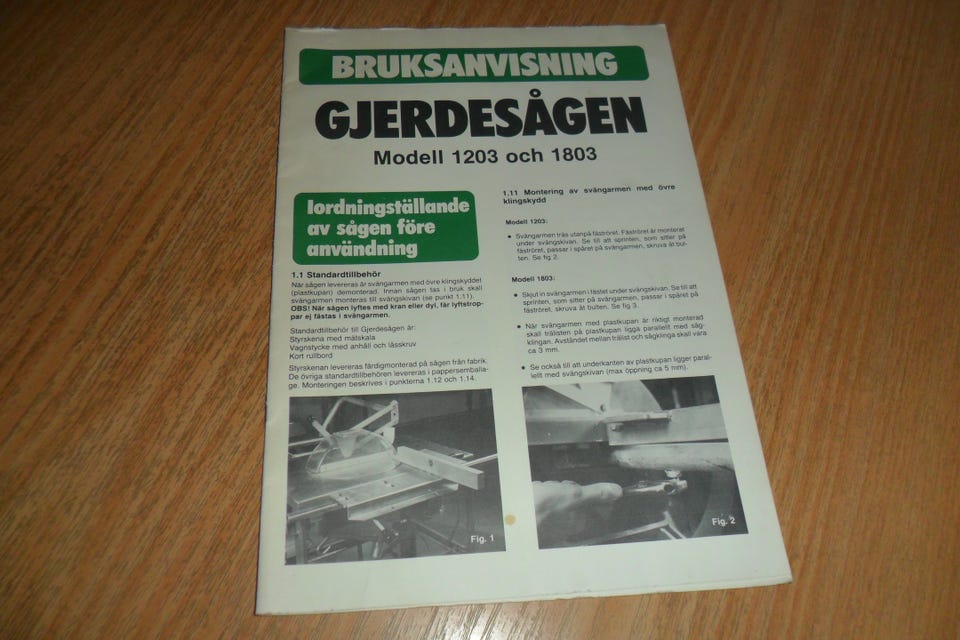 BRUKSANVISNING
GJERDESÅGEN
Modell 1203 och 1803
Iordningställande
av sågen före
användning
1.1 Standardtillbehör
När sågen levereras är svängarmen med övre klingskyddet
(plastkupan) demonterad. Innan sågen tas i bruk skall
svängarmen monteras till svängskivan (se punkt 1.11).
OBS! När sågen lyftes med kran eller dyl, får lyftstrop-
par ej fästas i svängarmen.
Standardtillbehör till Gjerdesågen är:
Styrskena med mätskala
Vagnstycke med anhåll och låsskruv
Kort rullbord
Styrskenan levereras färdigmonterad på sågen från fabrik.
De övriga standardtillbehören levereras i pappersemballa-
ge. Monteringen beskrives i punkterna 1.12 och 1.14.
Fig. 1
1.11 Montering av svängarmen med övre
klingskydd
Modell 1203:
• Svängarmen träs utanpå fäströret. Fäströret är monterat
under svängskivan. Se till att sprinten, som sitter på
fäströret, passar i spåret på svängarmen, skruva åt bul-
ten. Se fig 2.
Modell 1803:
• Skjut in svängarmen i fästet under svängskivan. Se till att
sprinten, som sitter på svängarmen, passar i spåret på
fäströret, skruva åt bulten. Se fig 3.
• När svängarmen med plastkupan är riktigt monterad
skall trälisten på plastkupan ligga parallellt med såg-
klingan. Avståndet mellan trälist och sågklinga skall vara
ca 3 mm.
• Se också till att underkanten av plastkupan ligger paral-
lellt med svängskivan (max öppning ca 5 mm).
Fig. 2